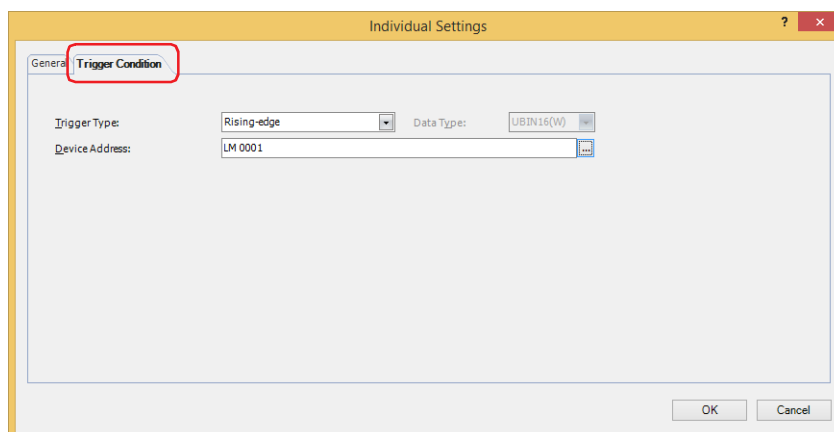 Individual Settings
? ×
General Trigger Condition
Trigger Type: Rising-edge Data Type: UBIN16(W)
Device Address: LM 0001 ...
OK Cancel